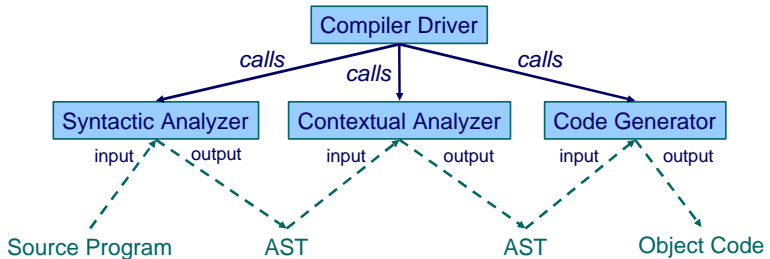 Compiler Driver
calls calls calls
Syntactic Analyzer Contextual Analyzer Code Generator
input output input output input output
Source Program AST AST Object Code